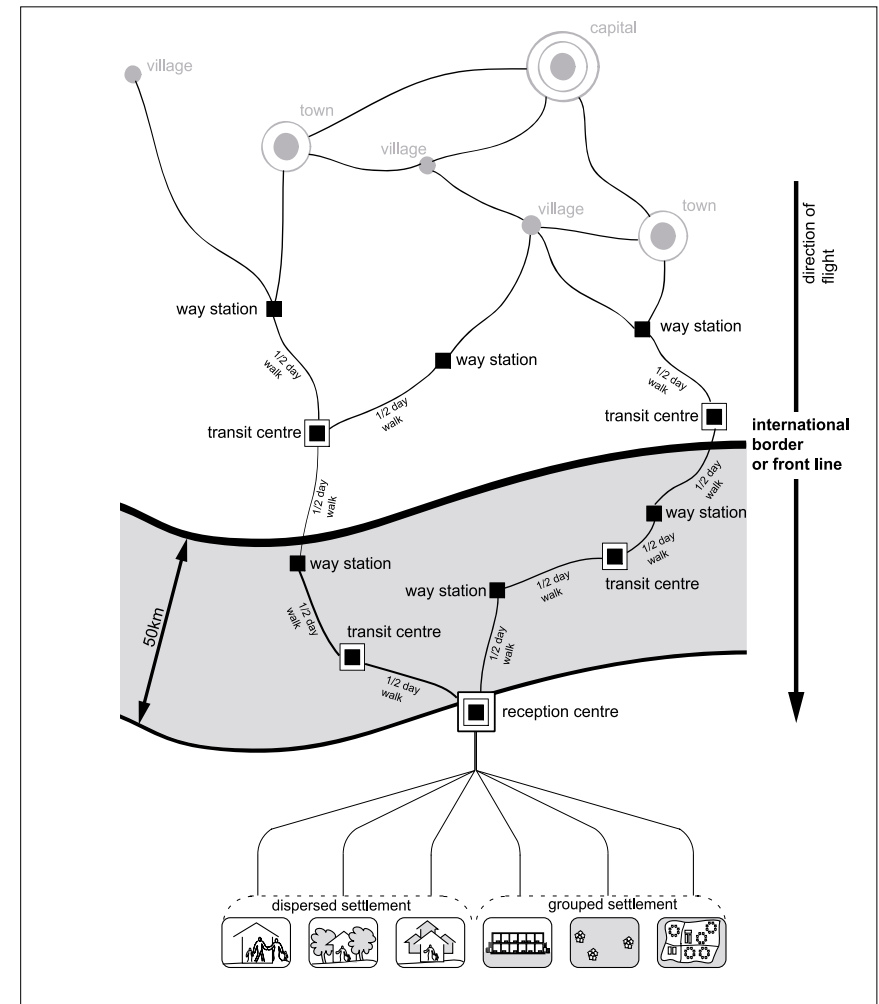 capital
village
town
village
village
town
direction of
flight
way station
way station
way station
1/2 day
walk
1/2 day
walk
1/2 day
walk
transit centre
transit centre
international
border
or front line
1/2 day
walk
1/2 day
walk
way station
way station
1/2 day
walk
transit centre
way station
1/2 day
walk
50km
1/2 day
walk
transit centre
1/2 day
walk
1/2 day
walk
reception centre
dispersed settlement
grouped settlement